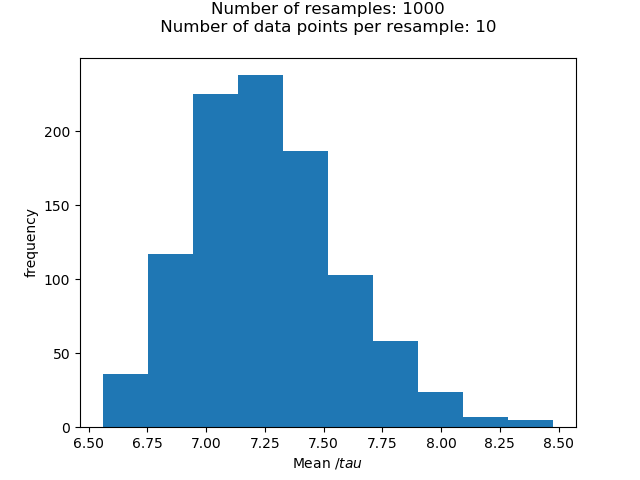 Number of resamples: 1000
Number of data points per resample: 10
200
150
100
50
0
frequency
6.50 6.75 7.00 7.25 7.50 7.75 8.00 8.25 8.50
Mean /tau